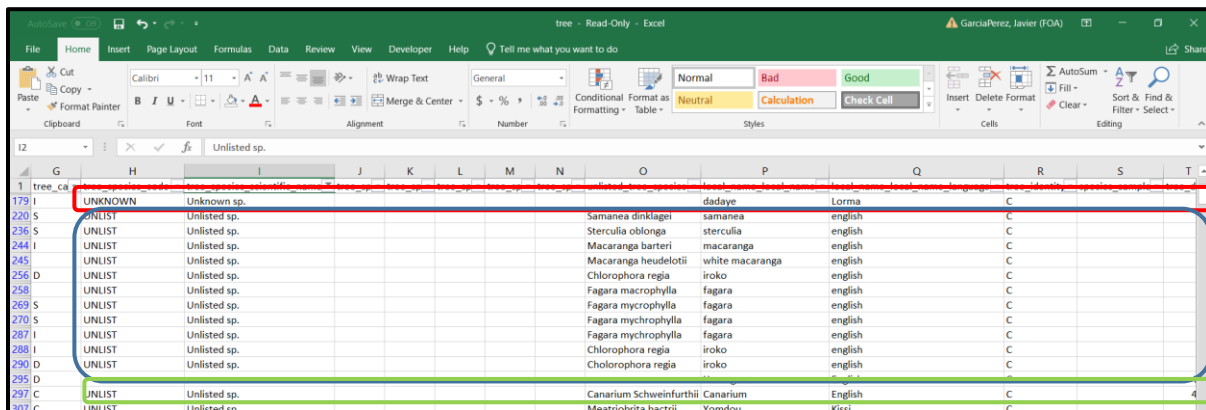 AutoSave Off tree - Read-Only - Excel GarciaPerez, Javier (FOA)
File Home Insert Page Layout Formulas Data Review View Developer Help Tell me what you want to do Share
Cut Calibri 11 A A Wrap Text General Normal Bad Good AutoSum
Copy Fill
Paste Format Painter B I U A Merge & Center $ % , Conditional Formatting Format as Table Neutral Calculation Check Cell Insert Delete Format Clear Sort & Filter Find & Select
Clipboard Font Alignment Number Styles Cells Editing
I2 fx Unlisted sp.
G H I J K L M N O P Q R S T
1 tree_ca
179 I UNKNOWN Unknown sp. dadaye Lorma C
220 S UNLIST Unlisted sp. Samanea dinklagei samanea english C
236 S UNLIST Unlisted sp. Sterculia oblonga sterculia english C
244 I UNLIST Unlisted sp. Macaranga barteri macaranga english C
245 UNLIST Unlisted sp. Macaranga heudelotii white macaranga english C
256 D UNLIST Unlisted sp. Chlorophora regia iroko english C
258 UNLIST Unlisted sp. Fagara macrophylla fagara english C
269 S UNLIST Unlisted sp. Fagara mycrophylla fagara english C
270 S UNLIST Unlisted sp. Fagara mychrophylla fagara english C
287 I UNLIST Unlisted sp. Fagara mychrophylla fagara english C
288 I UNLIST Unlisted sp. Chlorophora regia iroko english C
290 D UNLIST Unlisted sp. Cholorophora regia iroko english C
295 D
297 C UNLIST Unlisted sp. Canarium Schweinfurthii Canarium English C 4
307 C UNLIST Unlisted sp. Yomdou Kissi C